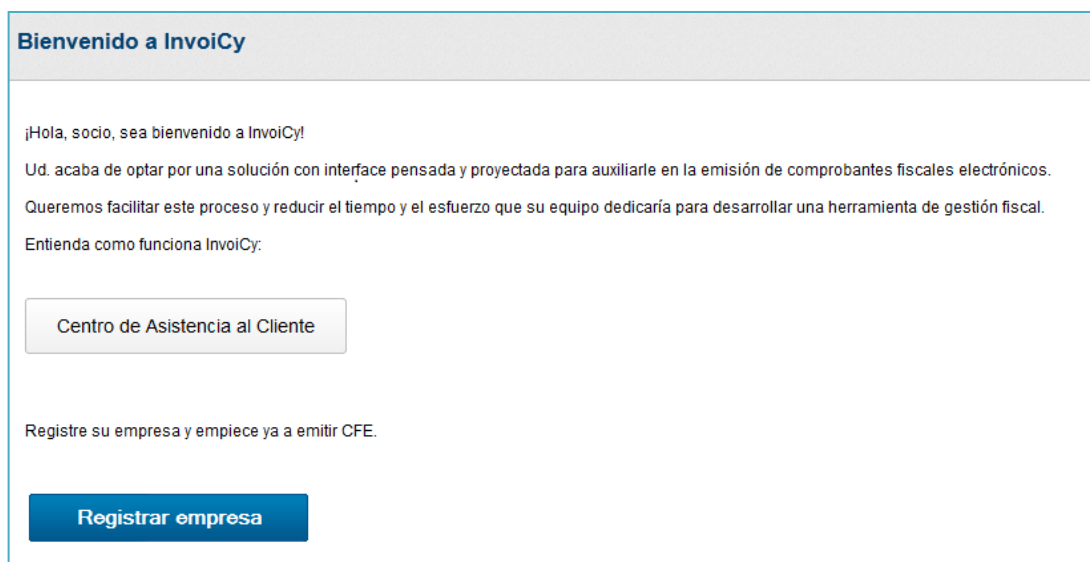 Bienvenido a InvoiCy
¡Hola, socio, sea bienvenido a InvoiCy!
Ud. acaba de optar por una solución con interface pensada y proyectada para auxiliarle en la emisión de comprobantes fiscales electrónicos.
Queremos facilitar este proceso y reducir el tiempo y el esfuerzo que su equipo dedicaría para desarrollar una herramienta de gestión fiscal.
Entienda como funciona InvoiCy:
Centro de Asistencia al Cliente
Registre su empresa y empiece ya a emitir CFE.
Registrar empresa